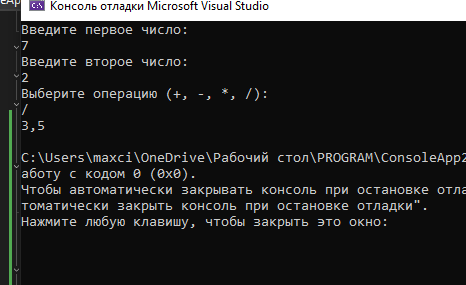 Консоль отладки Microsoft Visual Studio
Введите первое число:
7
Введите второе число:
2
Выберите операцию (+, -, *, /):
/
3,5
C:\Users\maxci\OneDrive\Рабочий стол\PROGRAM\ConsoleApp2
аботу с кодом 0 (0x0).
Чтобы автоматически закрывать консоль при остановке отла
томатически закрыть консоль при остановке отладки".
Нажмите любую клавишу, чтобы закрыть это окно: